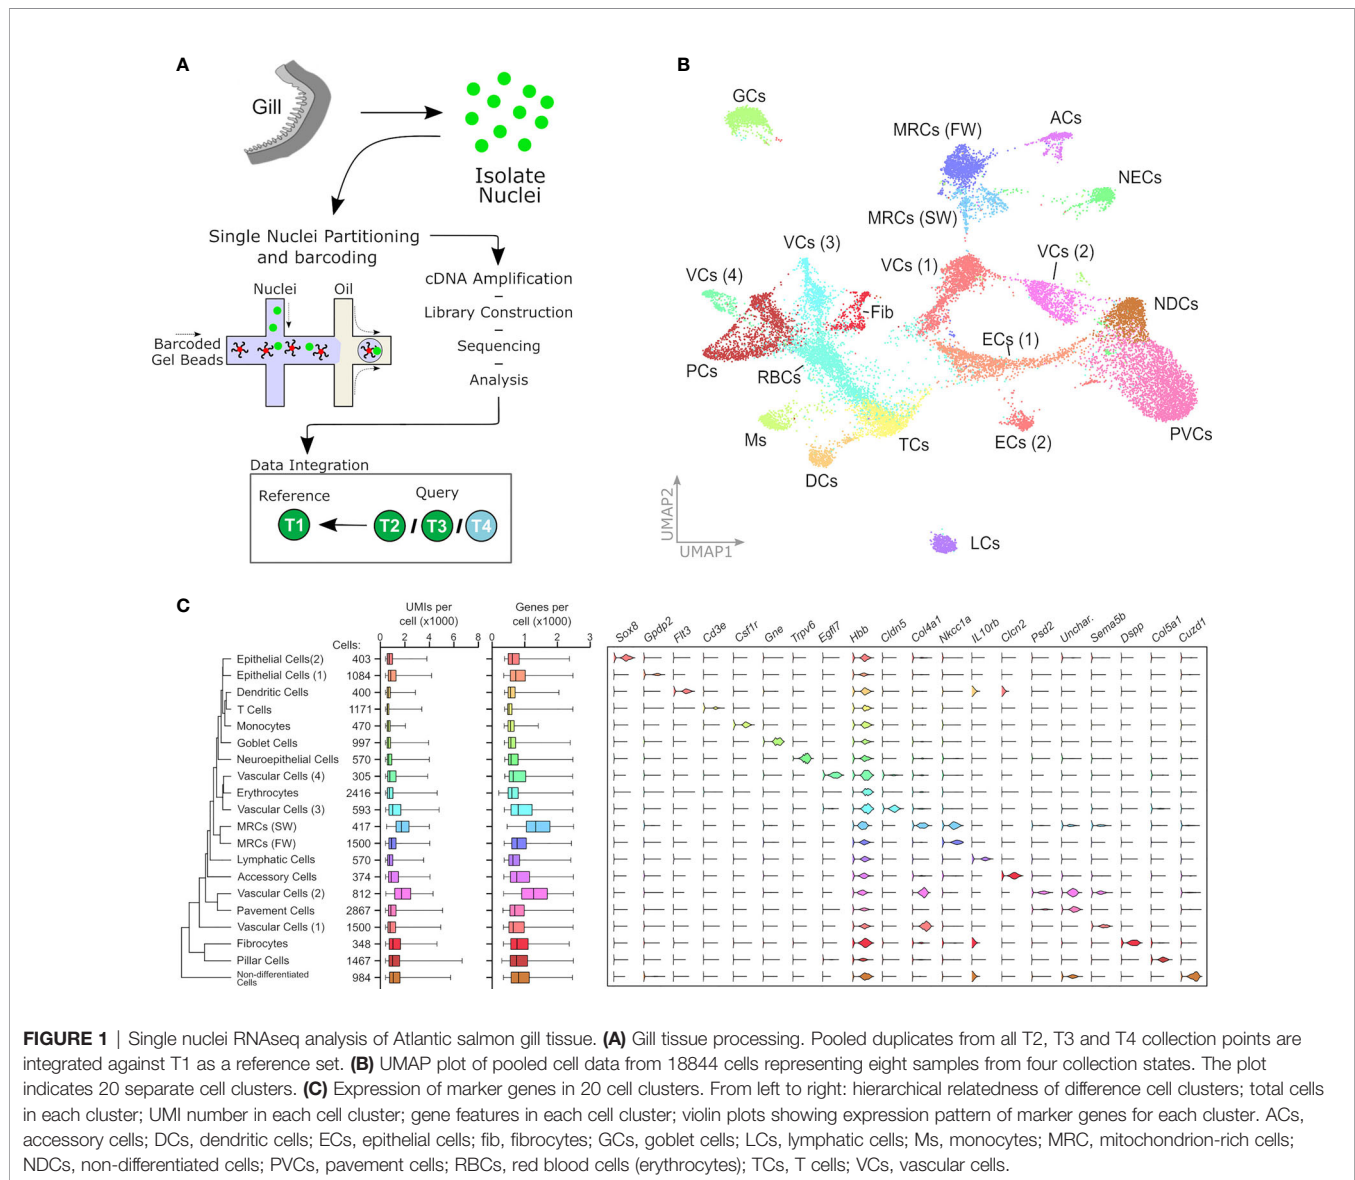 A
Gill
Isolate
Nuclei
Single Nuclei Partitioning
and barcoding
Nuclei
Oil
Barcoded
Gel Beads
cDNA Amplification
Library Construction
Sequencing
Analysis
Data Integration
Reference
Query
T1
T2 / T3 / T4
B
GCs
MRCs (FW)
ACs
NECs
MRCs (SW)
VCs (3)
VCs (1)
VCs (2)
VCs (4)
NDCs
Fib
ECs (1)
PCs
RBCs
Ms
TCs
ECs (2)
PVCs
DCs
LCs
UMAP2
UMAP1
C
UMIs per
cell (x1000)
Genes per
cell (x1000)
Cells:
0 2 4 6 8
0 1 2 3
Sox8 Gpdp2 Flt3 Cd3e Csf1r Gne Trpv6 Egfl7 Hbb Cldn5 Col4a1 Nkcc1a IL10rb Clcn2 Psd2 Unchar. Sema5b Dspp Col5a1 Cuzd1
Epithelial Cells(2) 403
Epithelial Cells (1) 1084
Dendritic Cells 400
T Cells 1171
Monocytes 470
Goblet Cells 997
Neuroepithelial Cells 570
Vascular Cells (4) 305
Erythrocytes 2416
Vascular Cells (3) 593
MRCs (SW) 417
MRCs (FW) 1500
Lymphatic Cells 570
Accessory Cells 374
Vascular Cells (2) 812
Pavement Cells 2867
Vascular Cells (1) 1500
Fibrocytes 348
Pillar Cells 1467
Non-differentiated
Cells 984
FIGURE 1 | Single nuclei RNAseq analysis of Atlantic salmon gill tissue. (A) Gill tissue processing. Pooled duplicates from all T2, T3 and T4 collection points are
integrated against T1 as a reference set. (B) UMAP plot of pooled cell data from 18844 cells representing eight samples from four collection states. The plot
indicates 20 separate cell clusters. (C) Expression of marker genes in 20 cell clusters. From left to right: hierarchical relatedness of difference cell clusters; total cells
in each cluster; UMI number in each cell cluster; gene features in each cell cluster; violin plots showing expression pattern of marker genes for each cluster. ACs,
accessory cells; DCs, dendritic cells; ECs, epithelial cells; fib, fibrocytes; GCs, goblet cells; LCs, lymphatic cells; Ms, monocytes; MRC, mitochondrion-rich cells;
NDCs, non-differentiated cells; PVCs, pavement cells; RBCs, red blood cells (erythrocytes); TCs, T cells; VCs, vascular cells.